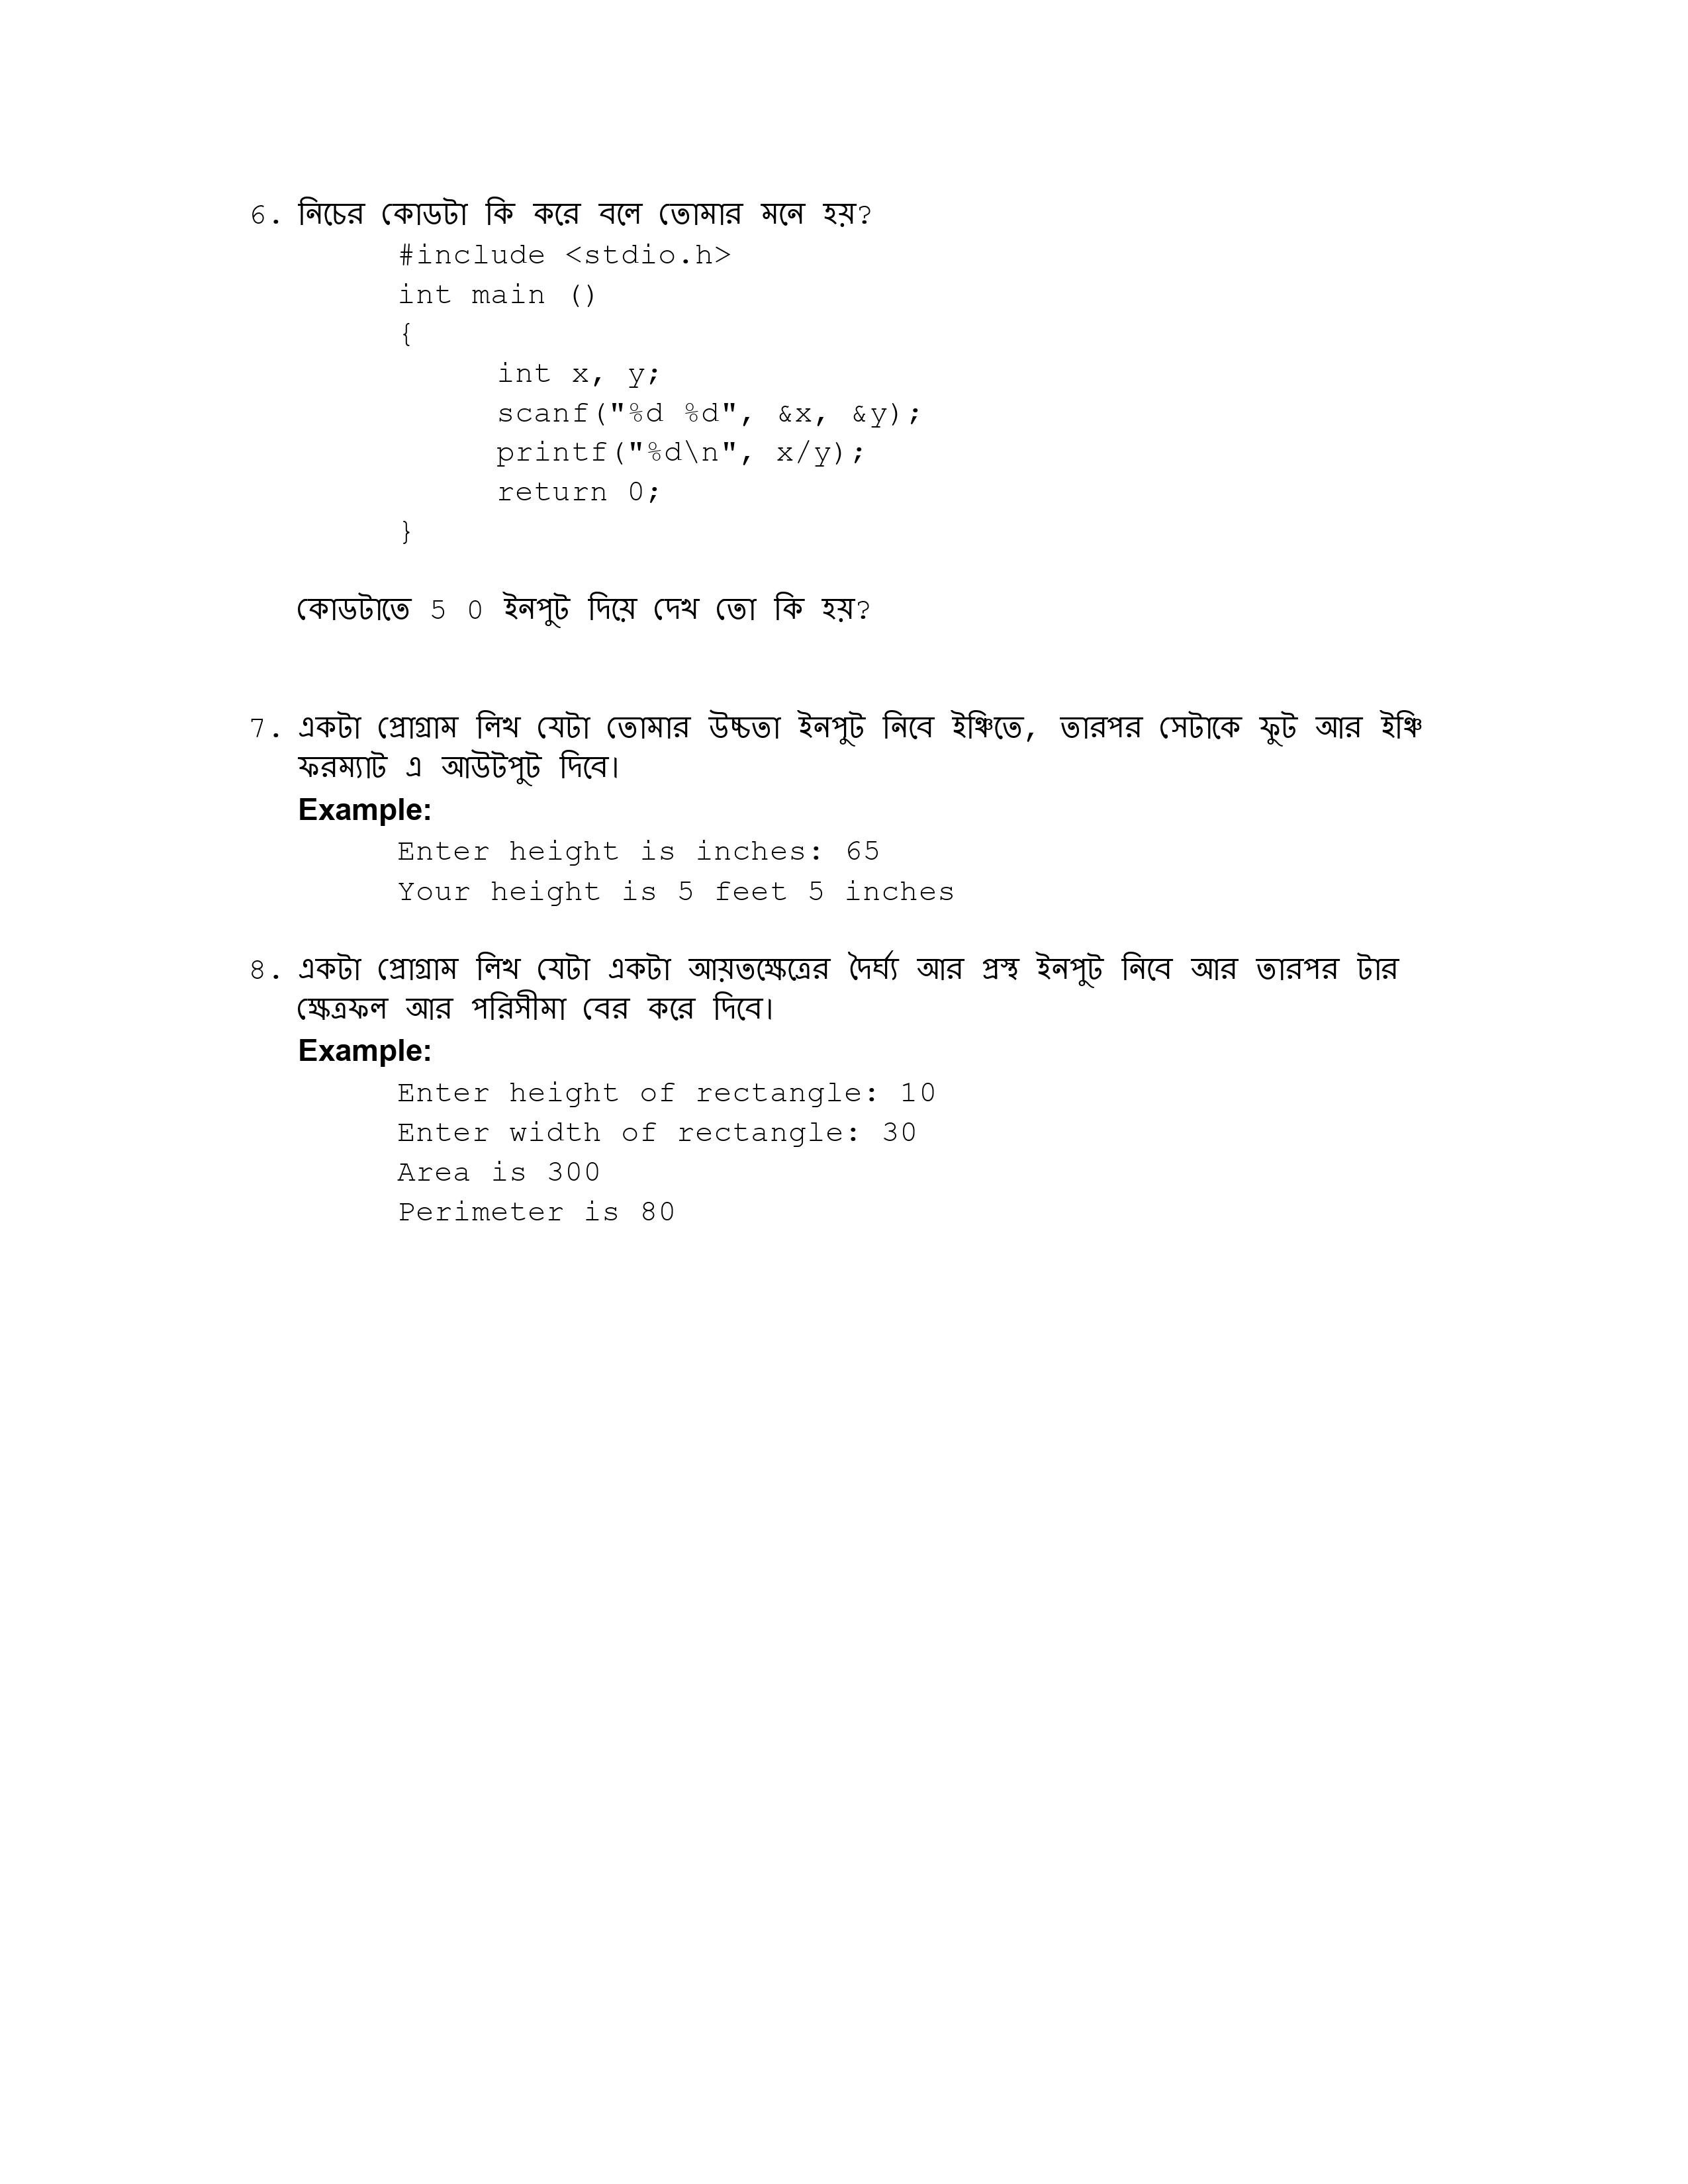 6. নিচের কোডটা কি করে বলে তোমার মনে হয়?
#include <stdio.h>
int main ()
{
int x, y;
scanf("%d %d", &x, &y);
printf("%d\n", x/y);
return 0;
}
কোডটাতে 5 0 ইনপুট দিয়ে দেখ তো কি হয়?
7. একটা প্রোগ্রাম লিখ যেটা তোমার উচ্চতা ইনপুট নিবে ইঞ্চিতে, তারপর সেটাকে ফুট আর ইঞ্চি
ফরম্যাট এ আউটপুট দিবে।
Example:
Enter height is inches: 65
Your height is 5 feet 5 inches
8. একটা প্রোগ্রাম লিখ যেটা একটা আয়তক্ষেত্রের দৈর্ঘ্য আর প্রস্থ ইনপুট নিবে আর তারপর টার
ক্ষেত্রফল আর পরিসীমা বের করে দিবে।
Example:
Enter height of rectangle: 10
Enter width of rectangle: 30
Area is 300
Perimeter is 80